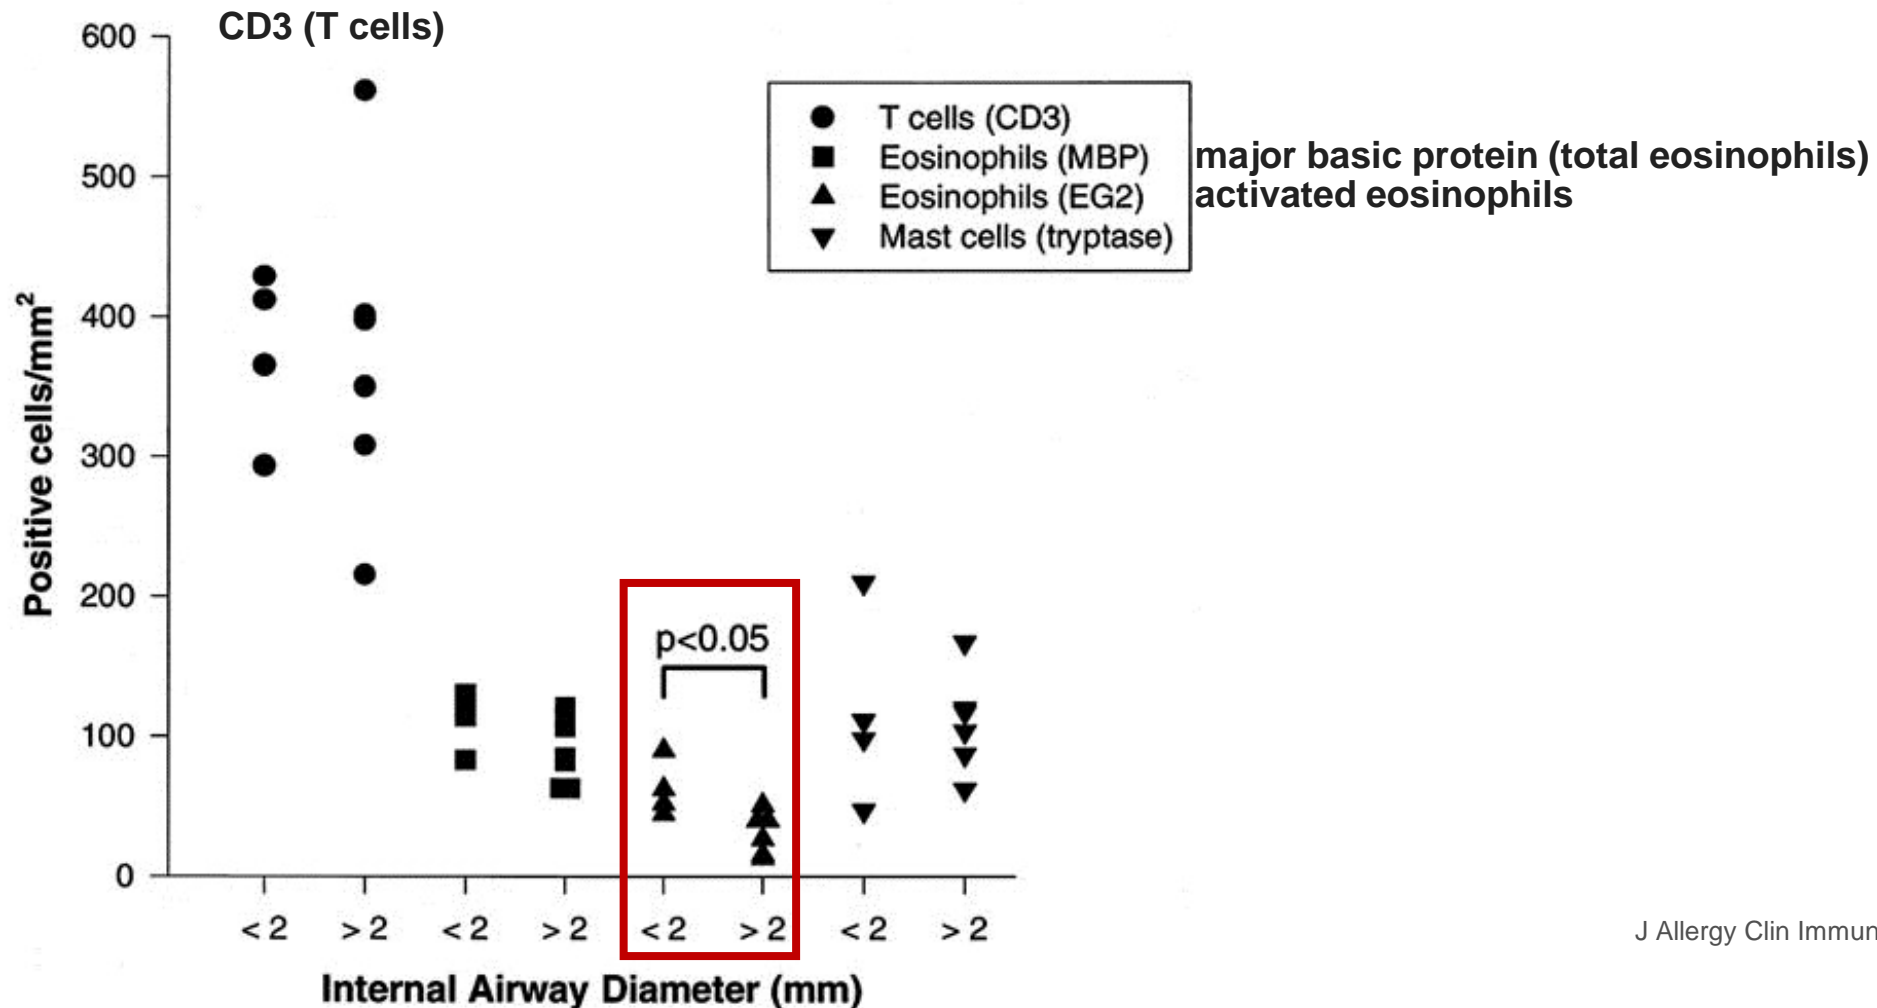 CD3 (T cells)
600
500
400
300
200
100
0
Positive cells/mm²
T cells (CD3)
Eosinophils (MBP)
Eosinophils (EG2)
Mast cells (tryptase)
major basic protein (total eosinophils)
activated eosinophils
p<0.05
< 2 > 2 < 2 > 2 < 2 > 2 < 2 > 2
Internal Airway Diameter (mm)
J Allergy Clin Immun